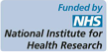 Funded by
NHS
National Institute for
Health Research